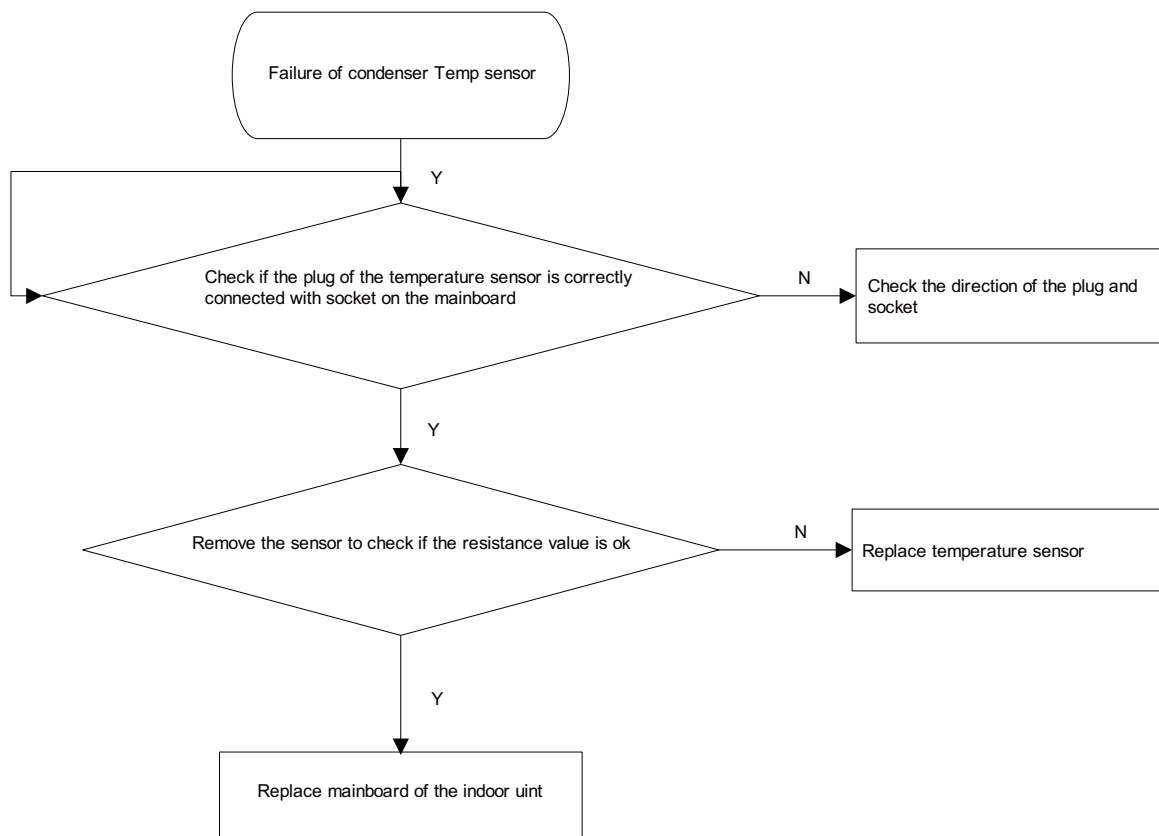 Failure of condenser Temp sensor
Y
Check if the plug of the temperature sensor is correctly
connected with socket on the mainboard
N
Check the direction of the plug and
socket
Y
Remove the sensor to check if the resistance value is ok
N
Replace temperature sensor
Y
Replace mainboard of the indoor uint